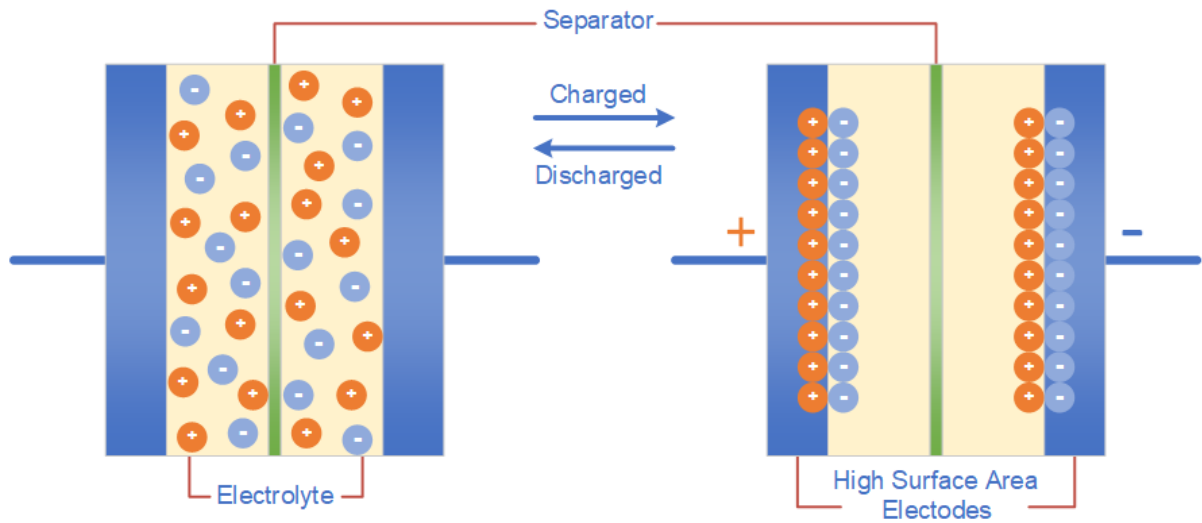 Separator
Charged
Discharged
+
-
Electrolyte
High Surface Area
Electodes